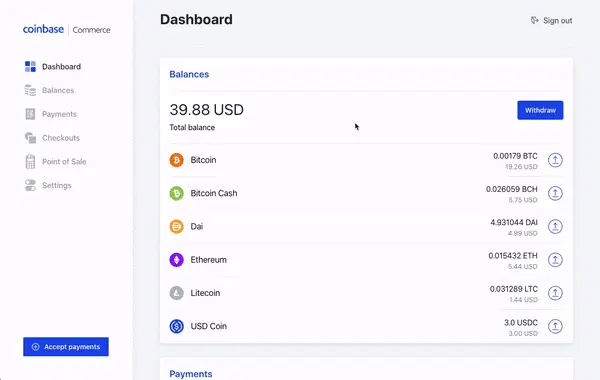 coinbase | Commerce
Dashboard
Sign out
Dashboard
Balances
Payments
Checkouts
Point of Sale
Settings
Accept payments
Balances
39.88 USD
Total balance
Withdraw
Bitcoin
0.00179 BTC
19.26 USD
Bitcoin Cash
0.026059 BCH
5.75 USD
Dai
4.931044 DAI
4.99 USD
Ethereum
0.015432 ETH
5.44 USD
Litecoin
0.031289 LTC
1.44 USD
USD Coin
3.0 USDC
3.00 USD
Payments